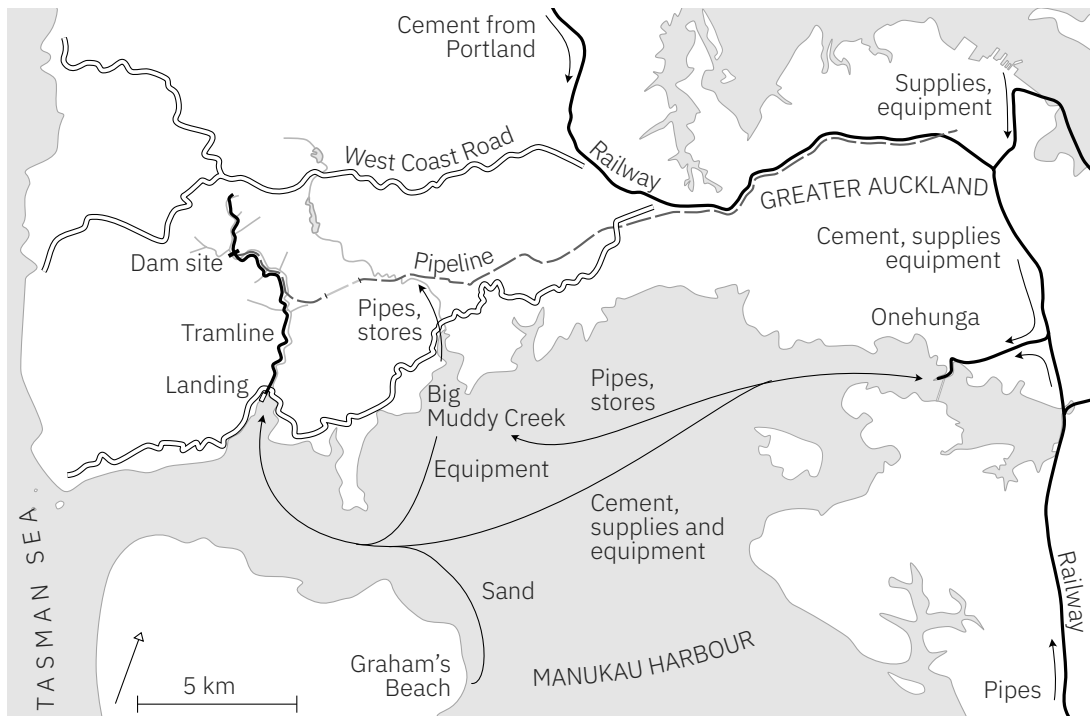 Cement from
Portland
Supplies,
equipment
West Coast Road
Railway
GREATER AUCKLAND
Cement, supplies
equipment
Dam site
Pipeline
Pipes,
stores
Onehunga
Tramline
Landing
Pipes,
stores
Big
Muddy Creek
Equipment
Cement,
supplies and
equipment
TASMAN SEA
Sand
Railway
MANUKAU HARBOUR
Graham's
Beach
5 km
Pipes